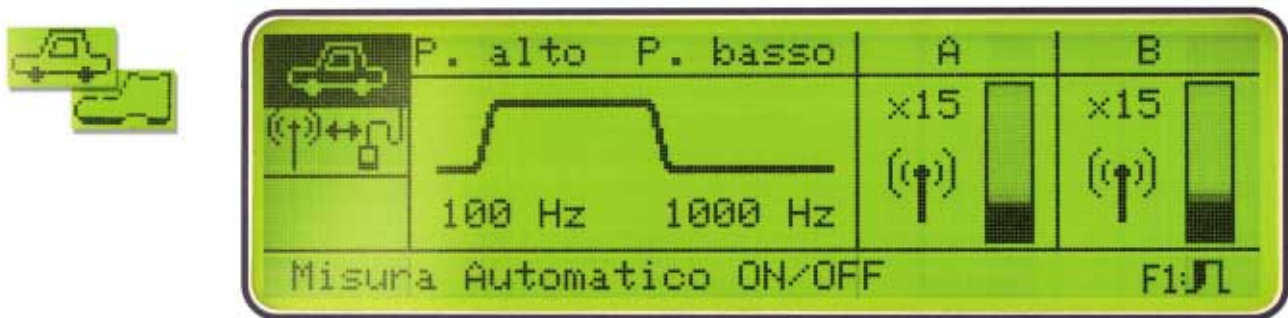 P. alto P. basso A B
x15 x15
100 Hz 1000 Hz
Misura Automatico ON/OFF F1: